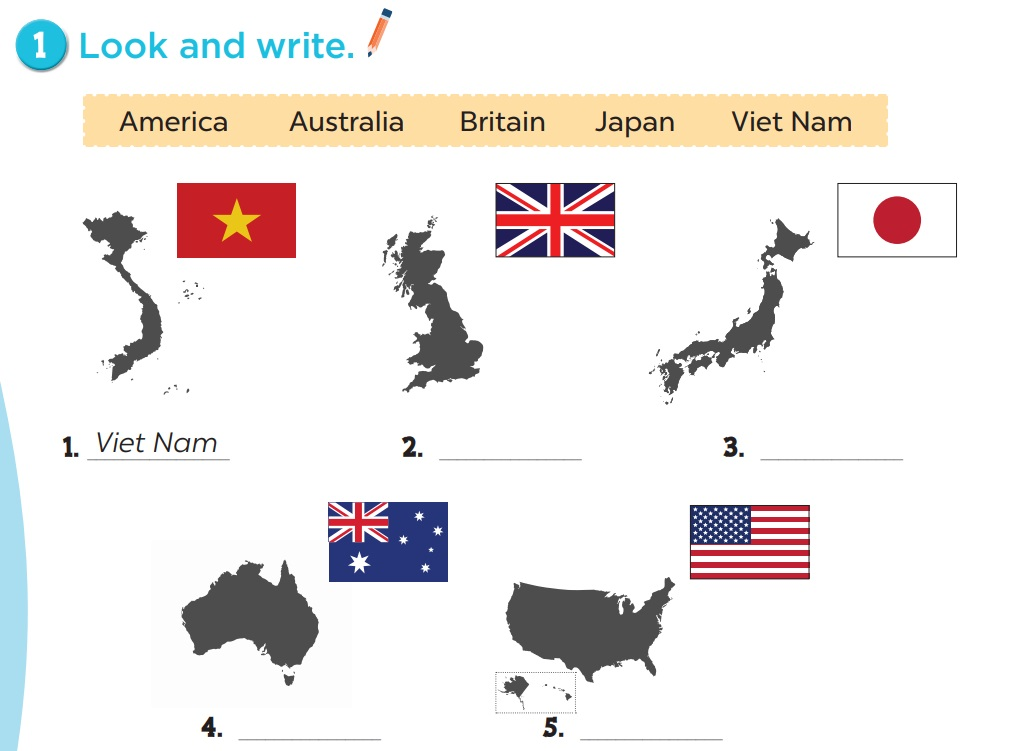 1 Look and write.
America Australia Britain Japan Viet Nam
1. Viet Nam 2. 3.
4. 5.